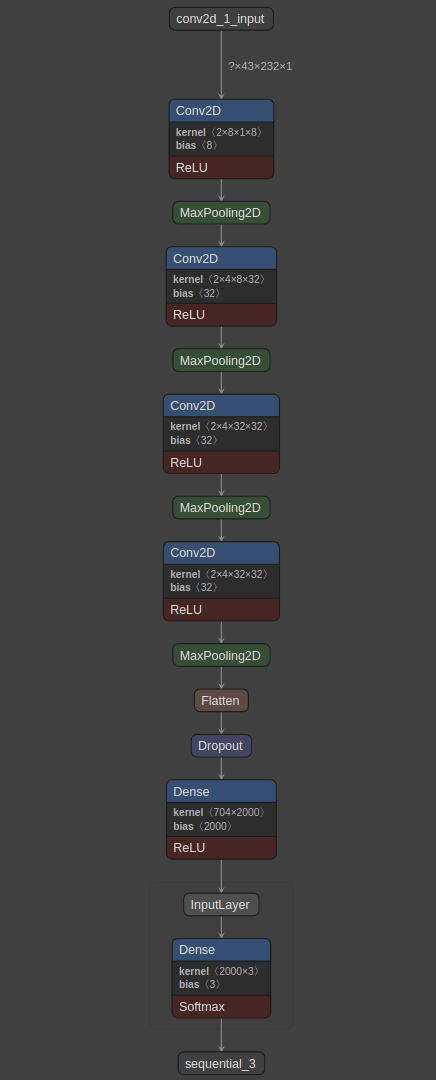 conv2d_1_input
?×43×232×1
Conv2D
kernel〈2×8×1×8〉
bias〈8〉
ReLU
MaxPooling2D
Conv2D
kernel〈2×4×8×32〉
bias〈32〉
ReLU
MaxPooling2D
Conv2D
kernel〈2×4×32×32〉
bias〈32〉
ReLU
MaxPooling2D
Conv2D
kernel〈2×4×32×32〉
bias〈32〉
ReLU
MaxPooling2D
Flatten
Dropout
Dense
kernel〈704×2000〉
bias〈2000〉
ReLU
InputLayer
Dense
kernel〈2000×3〉
bias〈3〉
Softmax
sequential_3